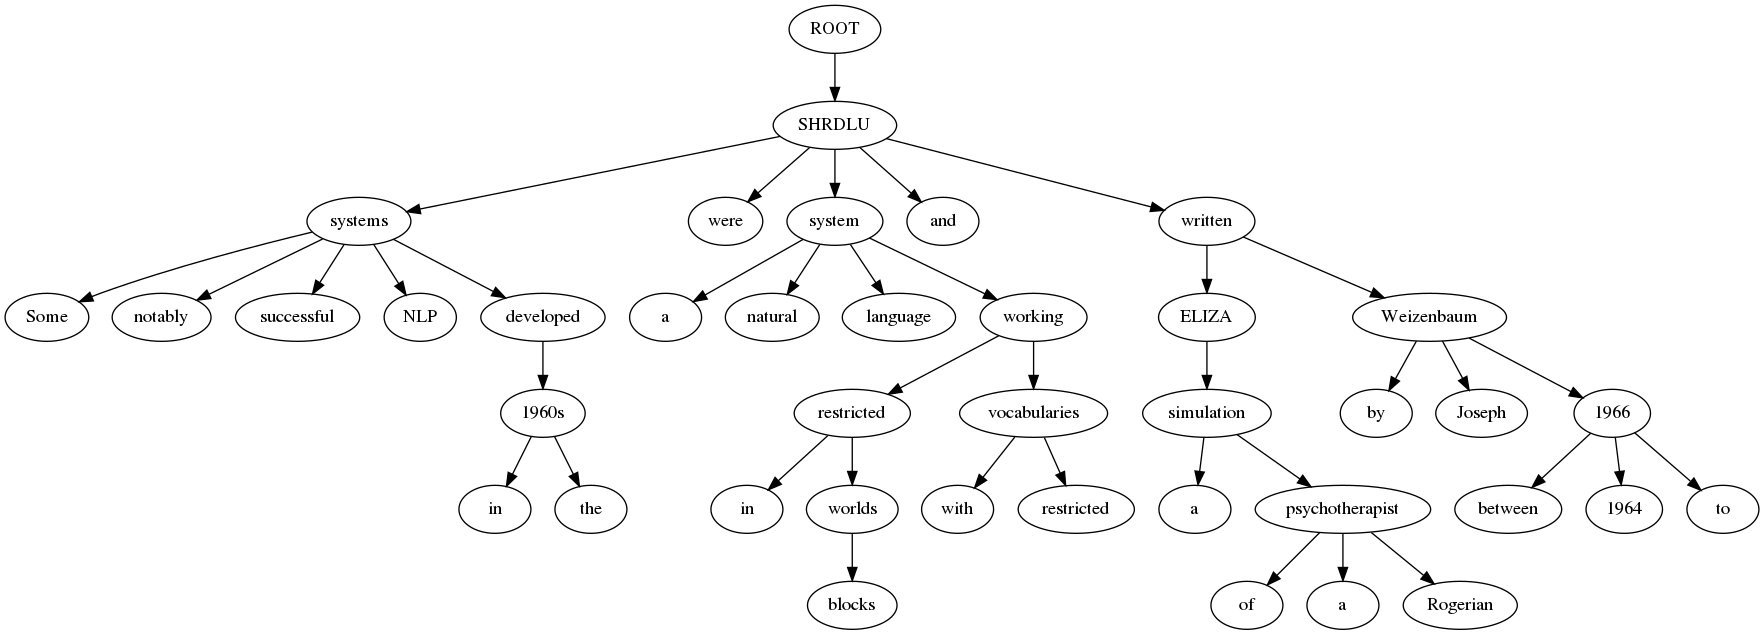 ROOT
SHRDLU
systems were system and written
Some notably successful NLP developed a natural language working ELIZA Weizenbaum
1960s restricted vocabularies simulation by Joseph 1966
in the in worlds with restricted a psychotherapist between 1964 to
blocks of a Rogerian